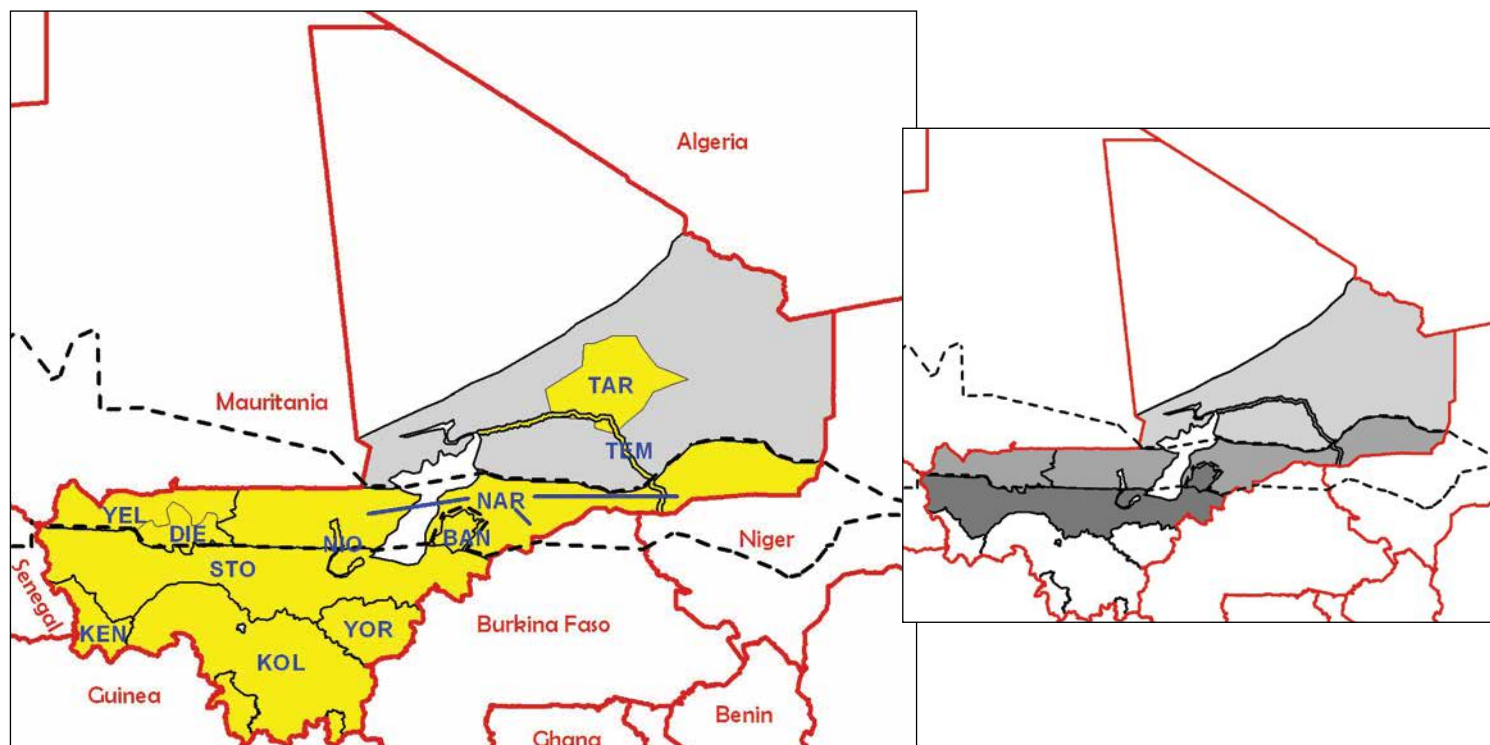 Algeria
TAR
Mauritania
TEM
NAR
YEL
DIE
NIO
BAN
Niger
STO
Senegal
KEN
YOR
Burkina Faso
KOL
Guinea
Benin
Ghana